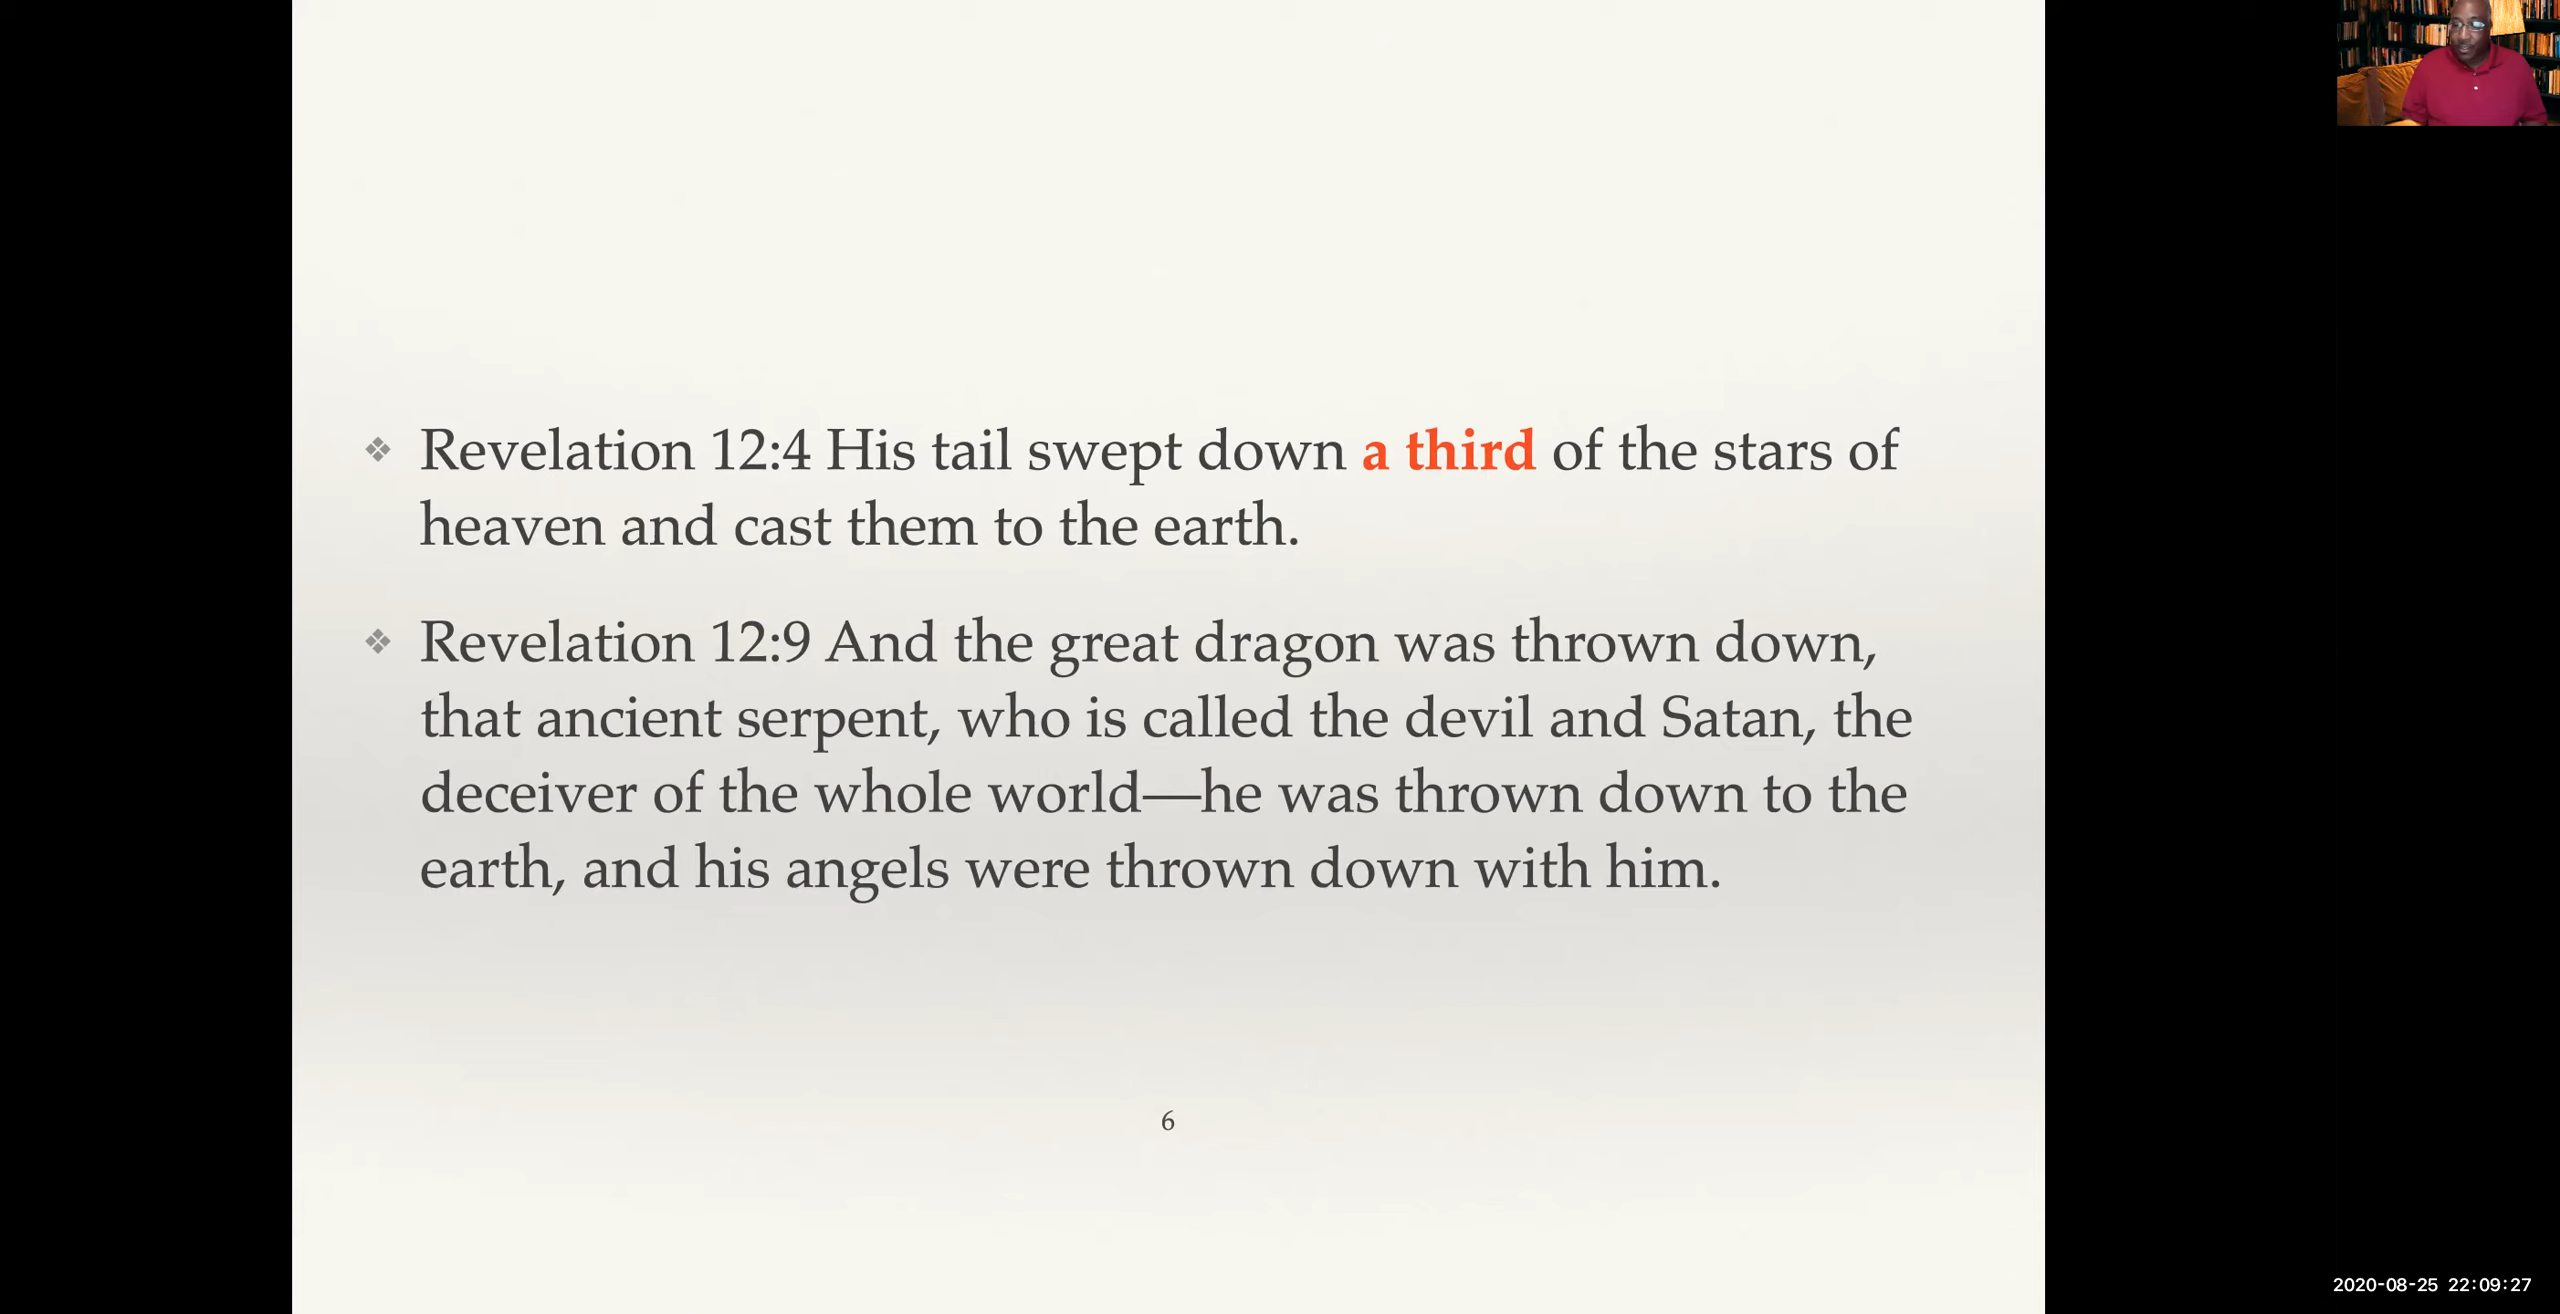 Revelation 12:4 His tail swept down a third of the stars of
heaven and cast them to the earth.
Revelation 12:9 And the great dragon was thrown down,
that ancient serpent, who is called the devil and Satan, the
deceiver of the whole world—he was thrown down to the
earth, and his angels were thrown down with him.
6
2020-08-25 22:09:27